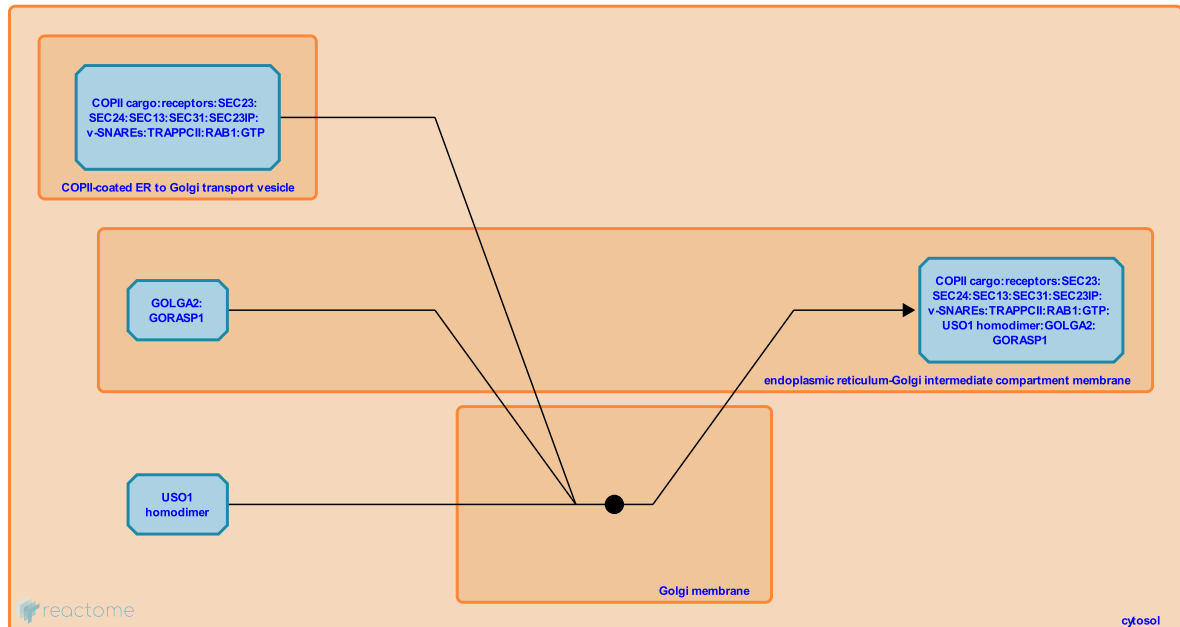 COPII cargo:receptors:SEC23:
SEC24:SEC13:SEC31:SEC23IP:
v-SNAREs:TRAPPCII:RAB1:GTP
COPII-coated ER to Golgi transport vesicle
GOLGA2:
GORASP1
COPII cargo:receptors:SEC23:
SEC24:SEC13:SEC31:SEC23IP:
v-SNAREs:TRAPPCII:RAB1:GTP:
USO1 homodimer:GOLGA2:
GORASP1
endoplasmic reticulum-Golgi intermediate compartment membrane
USO1
homodimer
Golgi membrane
reactome
cytosol